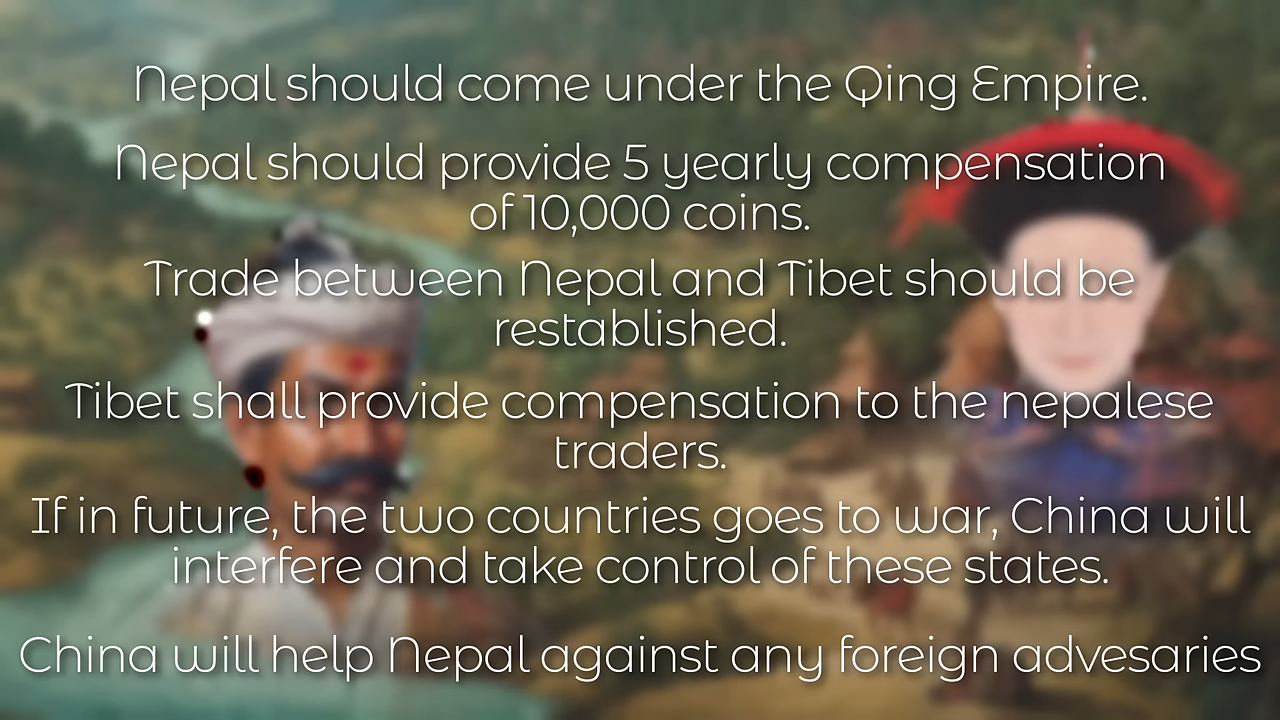 Nepal should come under the Qing Empire.
Nepal should provide 5 yearly compensation
of 10,000 coins.
Trade between Nepal and Tibet should be
restablished.
Tibet shall provide compensation to the nepalese
traders.
If in future, the two countries goes to war, China will
interfere and take control of these states.
China will help Nepal against any foreign advesaries